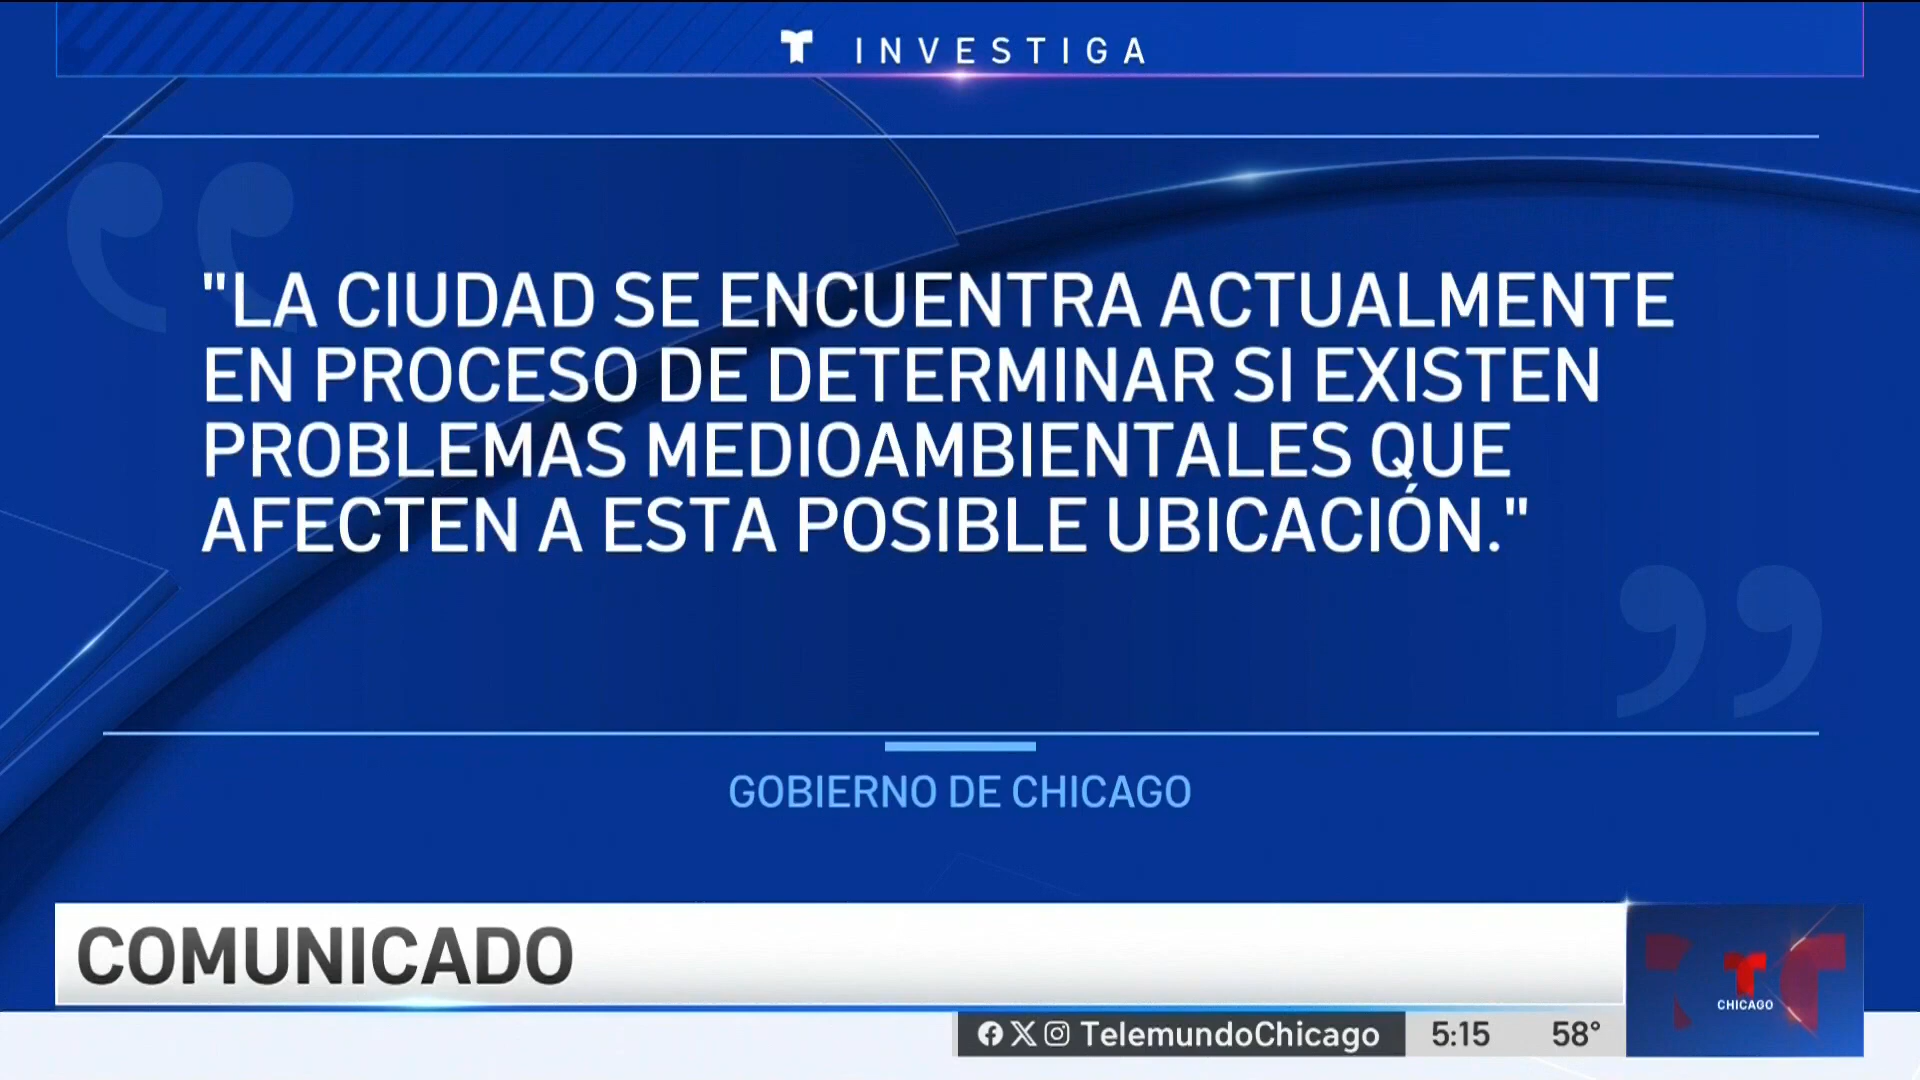 INVESTIGA
"LA CIUDAD SE ENCUENTRA ACTUALMENTE
EN PROCESO DE DETERMINAR SI EXISTEN
PROBLEMAS MEDIOAMBIENTALES QUE
AFECTEN A ESTA POSIBLE UBICACIÓN."
GOBIERNO DE CHICAGO
COMUNICADO
CHICAGO
TelemundoChicago 5:15 58°